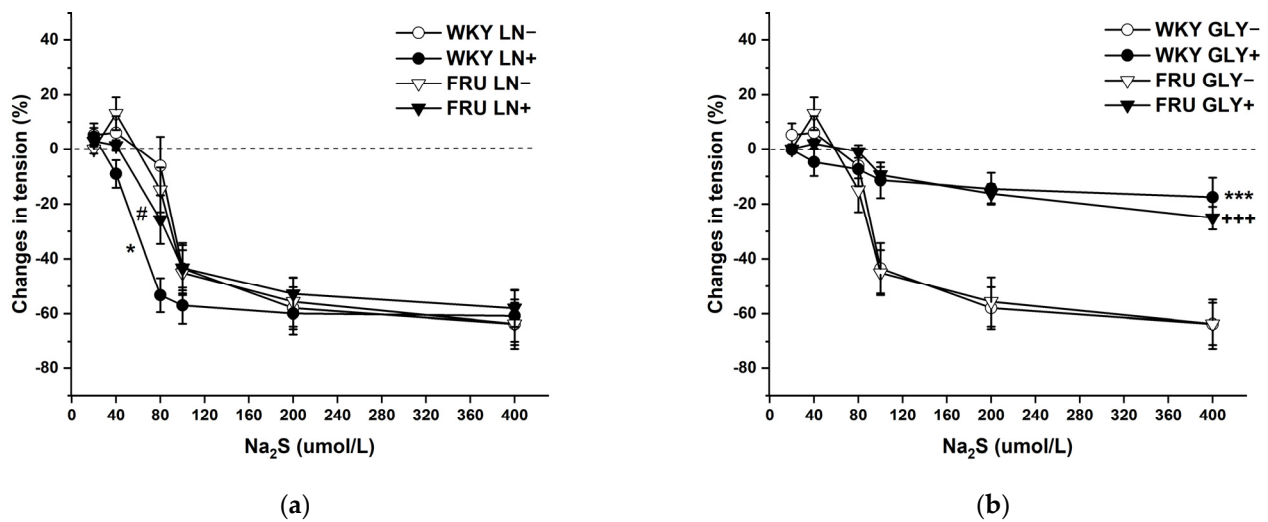 WKY LN−
WKY LN+
FRU LN−
FRU LN+
Changes in tension (%)
40
20
0
-20
-40
-60
-80
#
*
0 40 80 120 160 200 240 280 320 360 400
Na₂S (umol/L)
(a)
WKY GLY−
WKY GLY+
FRU GLY−
FRU GLY+
Changes in tension (%)
40
20
0
-20
-40
-60
-80
***
+++
0 40 80 120 160 200 240 280 320 360 400
Na₂S (umol/L)
(b)